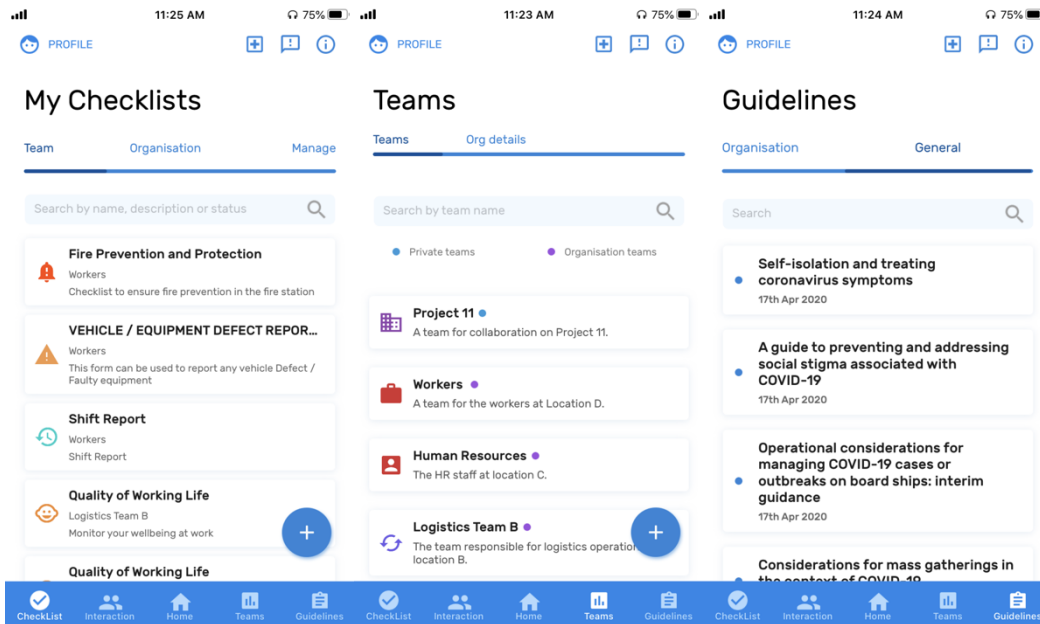 11:25 AM
75%
PROFILE
My Checklists
Team Organisation Manage
Search by name, description or status
Fire Prevention and Protection
Workers
Checklist to ensure fire prevention in the fire station
VEHICLE / EQUIPMENT DEFECT REPOR...
Workers
This form can be used to report any vehicle Defect /
Faulty equipment
Shift Report
Workers
Shift Report
Quality of Working Life
Logistics Team B
Monitor your wellbeing at work
Quality of Working Life
+
CheckList Interaction Home Teams Guidelines
11:23 AM
75%
PROFILE
Teams
Teams Org details
Search by team name
Private teams Organisation teams
Project 11
A team for collaboration on Project 11.
Workers
A team for the workers at Location D.
Human Resources
The HR staff at location C.
Logistics Team B
The team responsible for logistics operation
location B.
+
CheckList Interaction Home Teams Guidelines
11:24 AM
75%
PROFILE
Guidelines
Organisation General
Search
Self-isolation and treating
coronavirus symptoms
17th Apr 2020
A guide to preventing and addressing
social stigma associated with
COVID-19
17th Apr 2020
Operational considerations for
managing COVID-19 cases or
outbreaks on board ships: interim
guidance
17th Apr 2020
Considerations for mass gatherings in
the context of COVID-19
CheckList Interaction Home Teams Guidelines